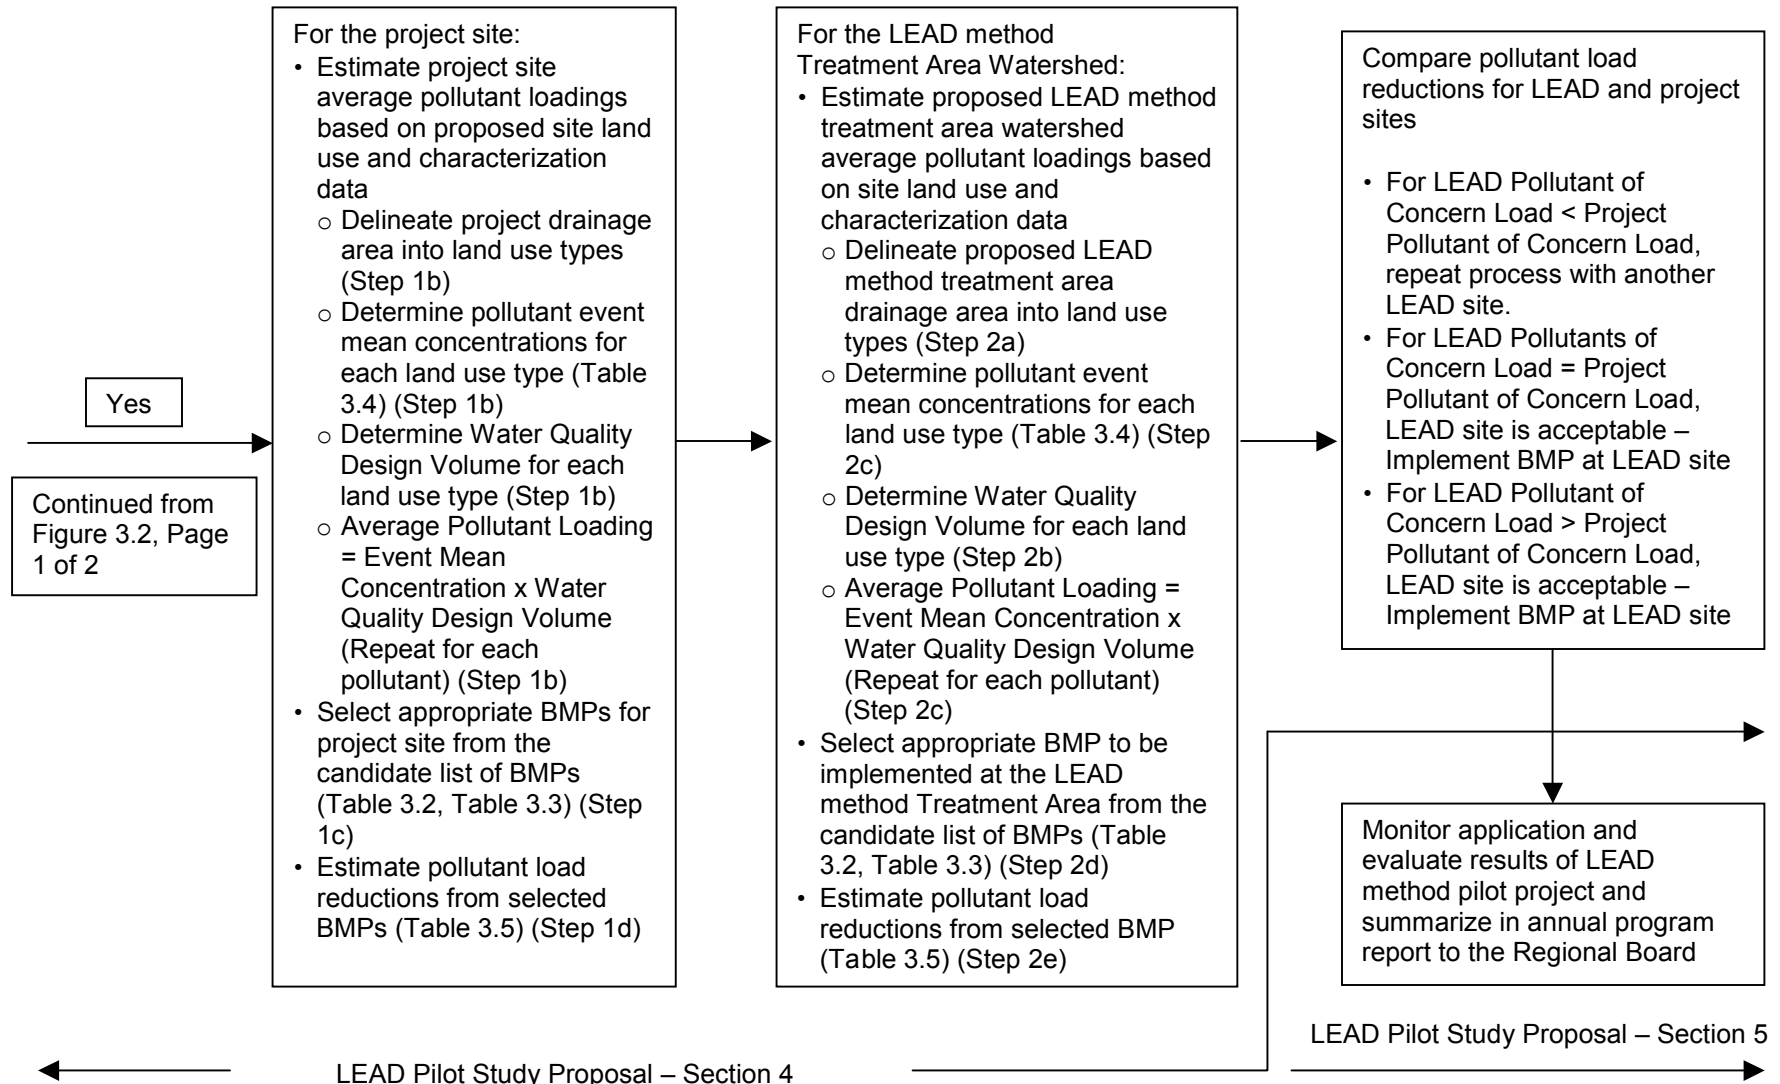 Yes
Continued from
Figure 3.2, Page
1 of 2
For the project site:
• Estimate project site
average pollutant loadings
based on proposed site land
use and characterization
data
o Delineate project drainage
area into land use types
(Step 1b)
o Determine pollutant event
mean concentrations for
each land use type (Table
3.4) (Step 1b)
o Determine Water Quality
Design Volume for each
land use type (Step 1b)
o Average Pollutant Loading
= Event Mean
Concentration x Water
Quality Design Volume
(Repeat for each
pollutant) (Step 1b)
• Select appropriate BMPs for
project site from the
candidate list of BMPs
(Table 3.2, Table 3.3) (Step
1c)
• Estimate pollutant load
reductions from selected
BMPs (Table 3.5) (Step 1d)
For the LEAD method
Treatment Area Watershed:
• Estimate proposed LEAD method
treatment area watershed
average pollutant loadings based
on site land use and
characterization data
o Delineate proposed LEAD
method treatment area
drainage area into land use
types (Step 2a)
o Determine pollutant event
mean concentrations for each
land use type (Table 3.4) (Step
2c)
o Determine Water Quality
Design Volume for each land
use type (Step 2b)
o Average Pollutant Loading =
Event Mean Concentration x
Water Quality Design Volume
(Repeat for each pollutant)
(Step 2c)
• Select appropriate BMP to be
implemented at the LEAD
method Treatment Area from the
candidate list of BMPs (Table
3.2, Table 3.3) (Step 2d)
• Estimate pollutant load
reductions from selected BMP
(Table 3.5) (Step 2e)
Compare pollutant load
reductions for LEAD and project
sites
• For LEAD Pollutant of
Concern Load < Project
Pollutant of Concern Load,
repeat process with another
LEAD site.
• For LEAD Pollutants of
Concern Load = Project
Pollutant of Concern Load,
LEAD site is acceptable –
Implement BMP at LEAD site
• For LEAD Pollutant of
Concern Load > Project
Pollutant of Concern Load,
LEAD site is acceptable –
Implement BMP at LEAD site
Monitor application and
evaluate results of LEAD
method pilot project and
summarize in annual program
report to the Regional Board
LEAD Pilot Study Proposal – Section 5
LEAD Pilot Study Proposal – Section 4